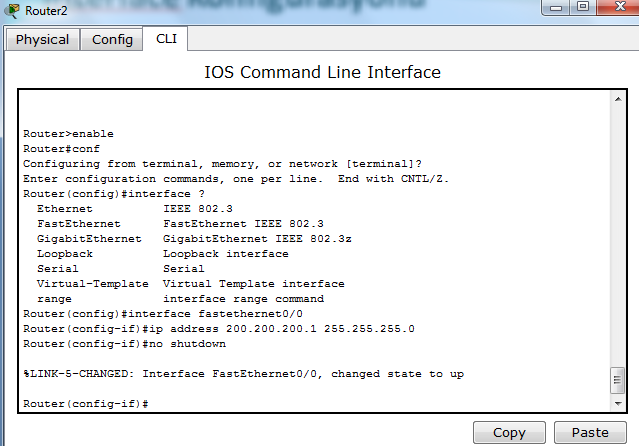 Interface Konfigürasyonu
Router2
Physical Config CLI
IOS Command Line Interface
Router>enable
Router#conf
Configuring from terminal, memory, or network [terminal]?
Enter configuration commands, one per line.  End with CNTL/Z.
Router(config)#interface ?
  Ethernet          IEEE 802.3
  FastEthernet      FastEthernet IEEE 802.3
  GigabitEthernet   GigabitEthernet IEEE 802.3z
  Loopback          Loopback interface
  Serial            Serial
  Virtual-Template  Virtual Template interface
  range             interface range command
Router(config)#interface fastethernet0/0
Router(config-if)#ip address 200.200.200.1 255.255.255.0
Router(config-if)#no shutdown
%LINK-5-CHANGED: Interface FastEthernet0/0, changed state to up
Router(config-if)#
Copy Paste